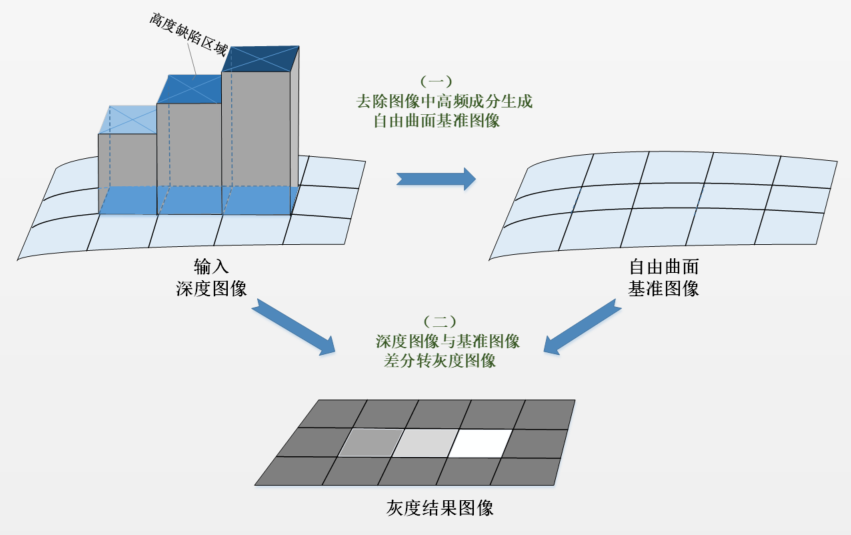 高度缺陷区域
（一）
去除图像中高频成分生成
自由曲面基准图像
输入
深度图像
自由曲面
基准图像
（二）
深度图像与基准图像
差分转灰度图像
灰度结果图像